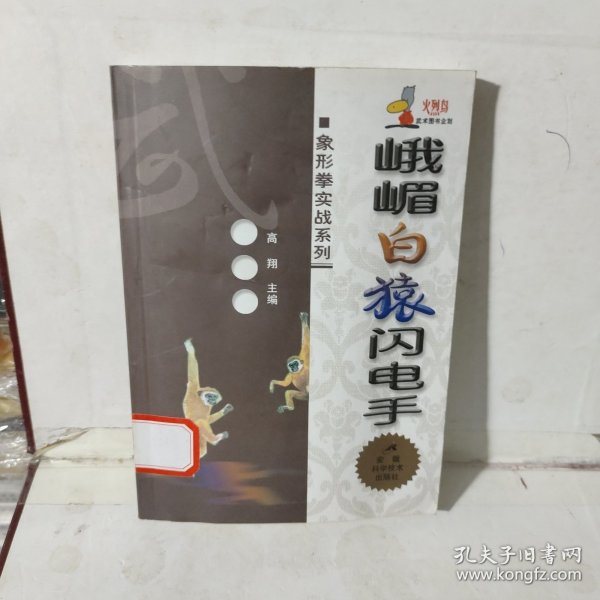 武
火烈鸟
武术图书企划
峨嵋白猿闪电手
■象形拳实战系列
高翔 主编
安徽
科学技术
出版社
孔夫子旧书网
www.kongfz.com